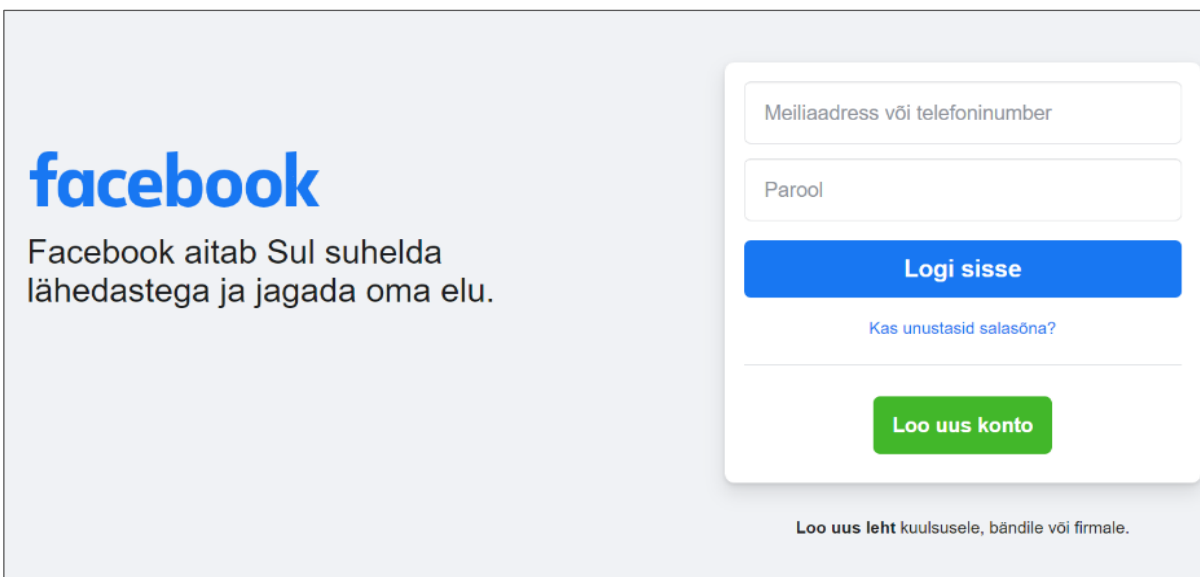 facebook
Facebook aitab Sul suhelda
lähedastega ja jagada oma elu.
Meiliaadress või telefoninumber
Parool
Logi sisse
Kas unustasid salasõna?
Loo uus konto
Loo uus leht kuulsusele, bändile või firmale.